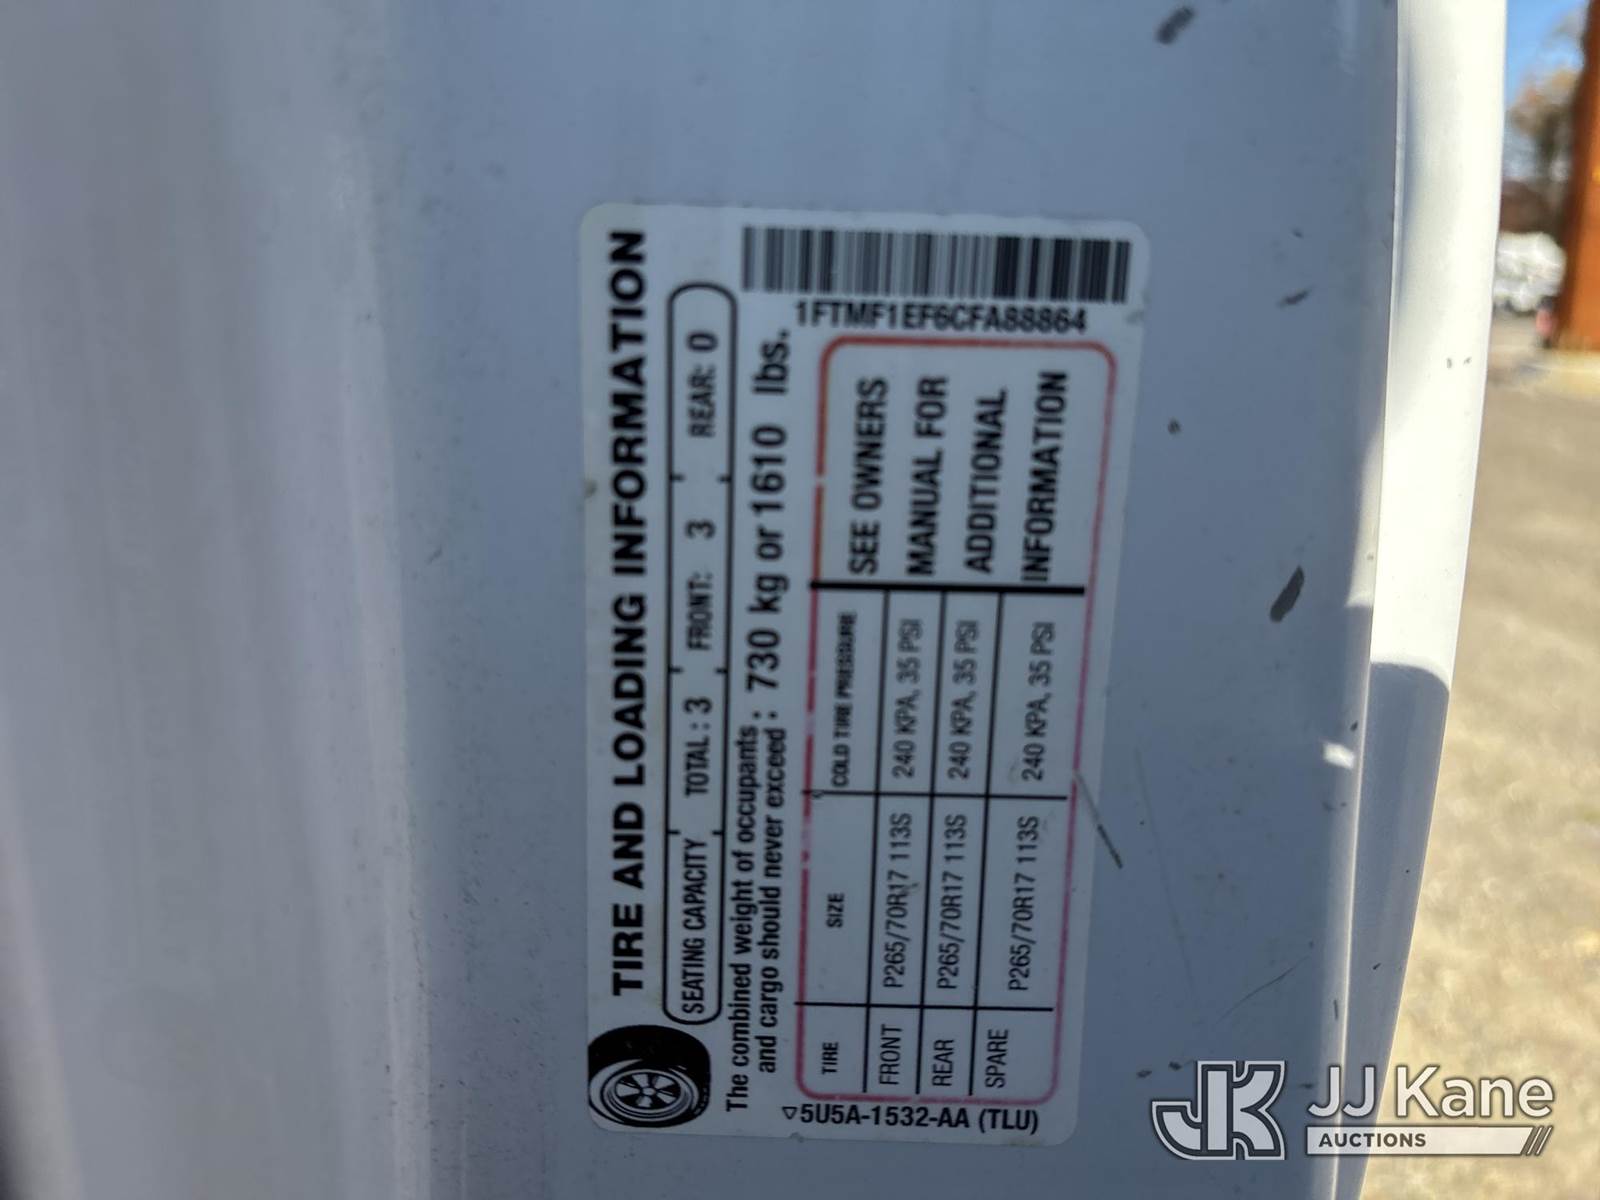 TIRE AND LOADING INFORMATION
SEATING CAPACITY TOTAL : 3 FRONT: 3 REAR: 0
The combined weight of occupants
and cargo should never exceed : 730 kg or 1610 lbs.
1FTMF1EF6CFA88864
TIRE SIZE COLD TIRE PRESSURE
FRONT P265/70R17 113S 240 KPA, 35 PSI
REAR P265/70R17 113S 240 KPA, 35 PSI
SPARE P265/70R17 113S 240 KPA, 35 PSI
SEE OWNERS
MANUAL FOR
ADDITIONAL
INFORMATION
5U5A-1532-AA (TLU)
JK JJ Kane
AUCTIONS